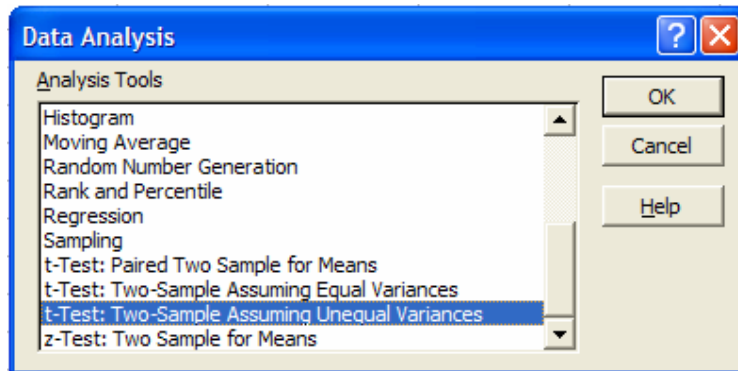 Data Analysis
Analysis Tools
Histogram
Moving Average
Random Number Generation
Rank and Percentile
Regression
Sampling
t-Test: Paired Two Sample for Means
t-Test: Two-Sample Assuming Equal Variances
t-Test: Two-Sample Assuming Unequal Variances
z-Test: Two Sample for Means
OK
Cancel
Help